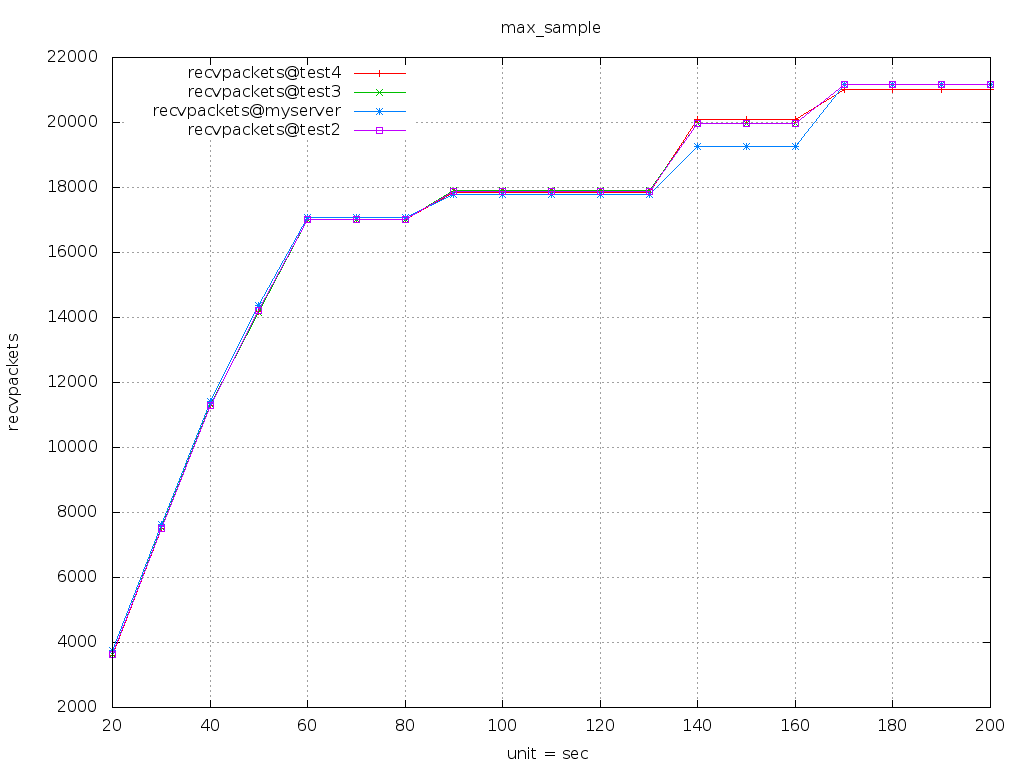 max_sample
22000
20000
18000
16000
14000
12000
10000
8000
6000
4000
2000
recvpackets@test4
recvpackets@test3
recvpackets@myserver
recvpackets@test2
recvpackets
20 40 60 80 100 120 140 160 180 200
unit = sec